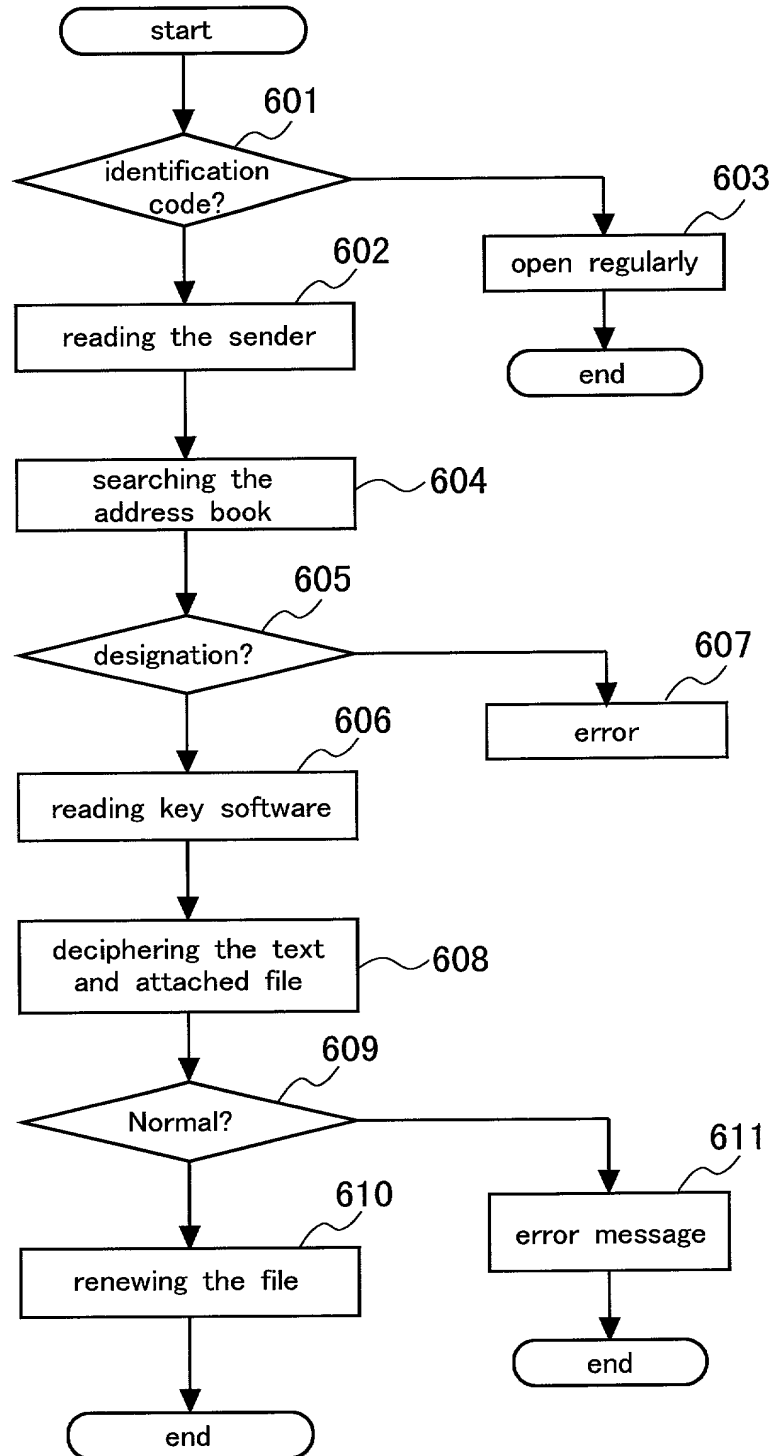 start
601
identification
code?
603
open regularly
602
reading the sender
end
searching the
address book
604
605
designation?
607
error
606
reading key software
deciphering the text
and attached file
608
609
Normal?
611
error message
610
renewing the file
end
end